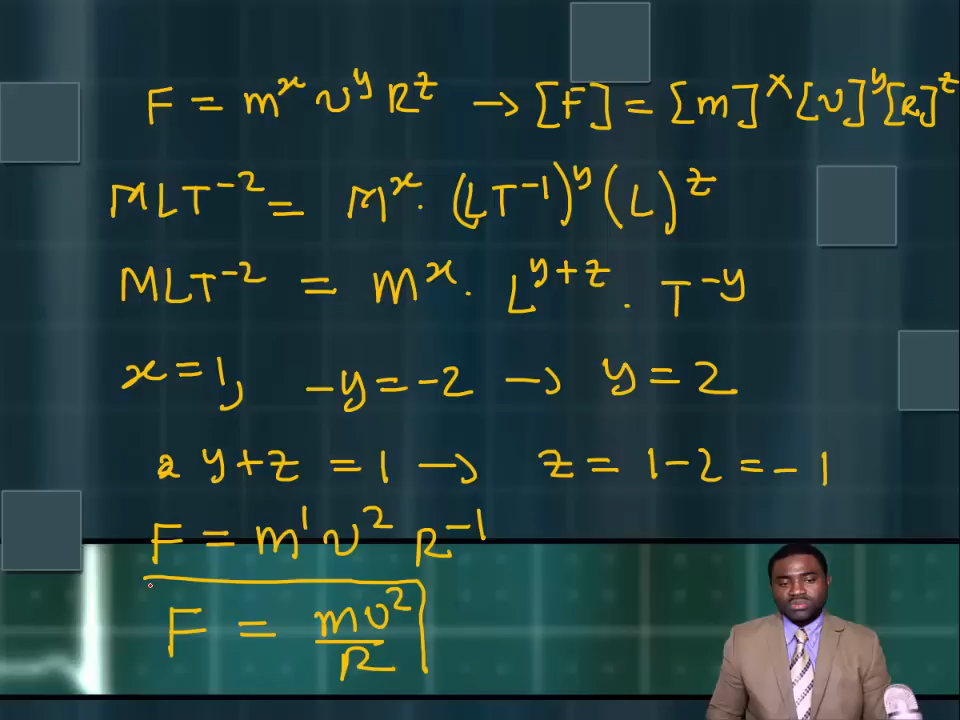 F = m^x v^y R^z → [F] = [m]^x [v]^y [R]^z
MLT^-2 = M^x · (LT^-1)^y (L)^z
MLT^-2 = m^x · L^(y+z) · T^-y
x = 1, -y = -2 → y = 2
& y+z = 1 → z = 1-2 = -1
F = m^1 v^2 R^-1
F = mv^2/R